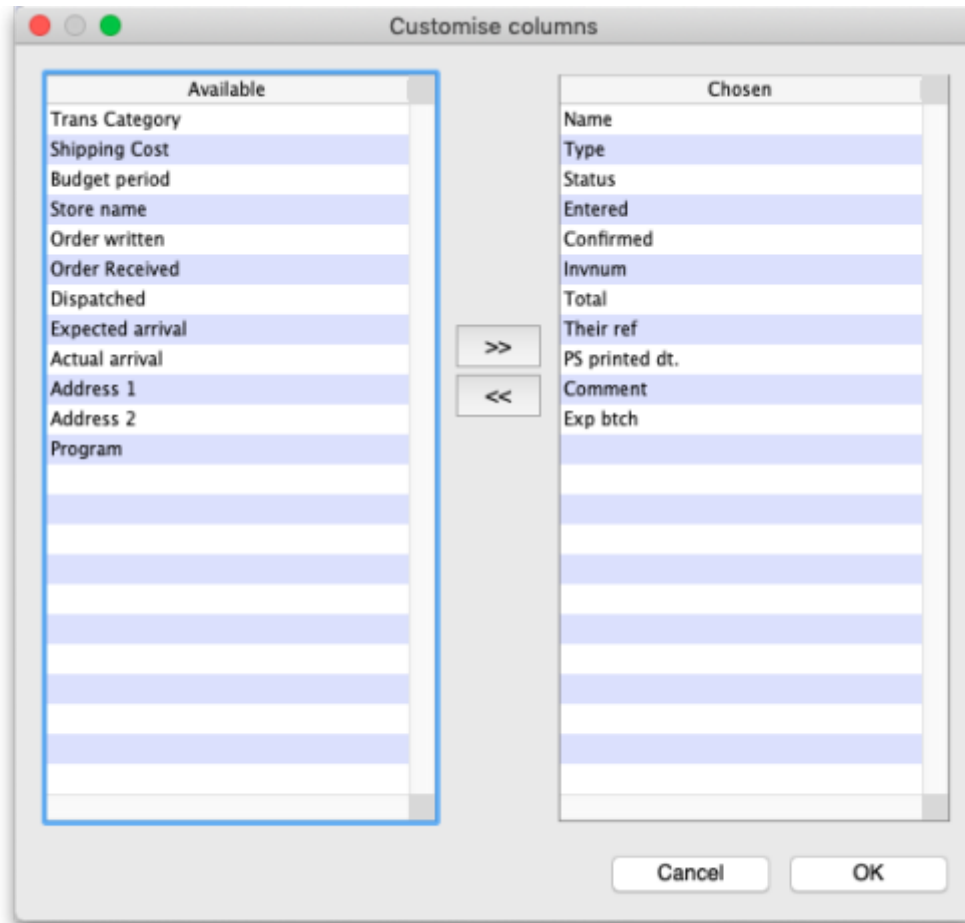 Customise columns
Available
Trans Category
Shipping Cost
Budget period
Store name
Order written
Order Received
Dispatched
Expected arrival
Actual arrival
Address 1
Address 2
Program
>>
<<
Chosen
Name
Type
Status
Entered
Confirmed
Invnum
Total
Their ref
PS printed dt.
Comment
Exp btch
Cancel
OK